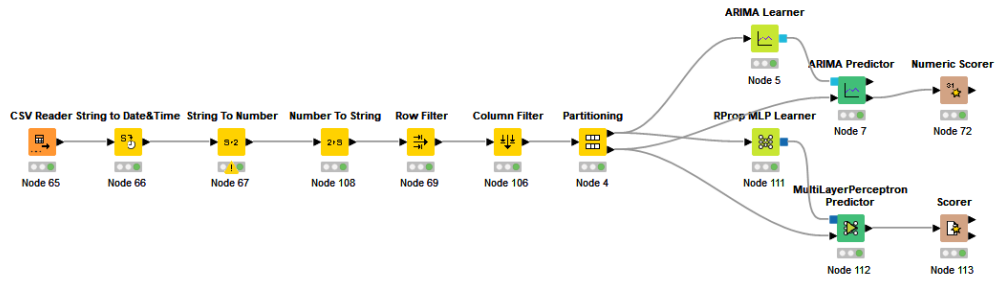 ARIMA Learner
Node 5
ARIMA Predictor
Node 7
Numeric Scorer
Node 72
CSV Reader
Node 65
String to Date&Time
Node 66
String To Number
Node 67
Number To String
Node 108
Row Filter
Node 69
Column Filter
Node 106
Partitioning
Node 4
RProp MLP Learner
Node 111
MultiLayerPerceptron
Predictor
Node 112
Scorer
Node 113